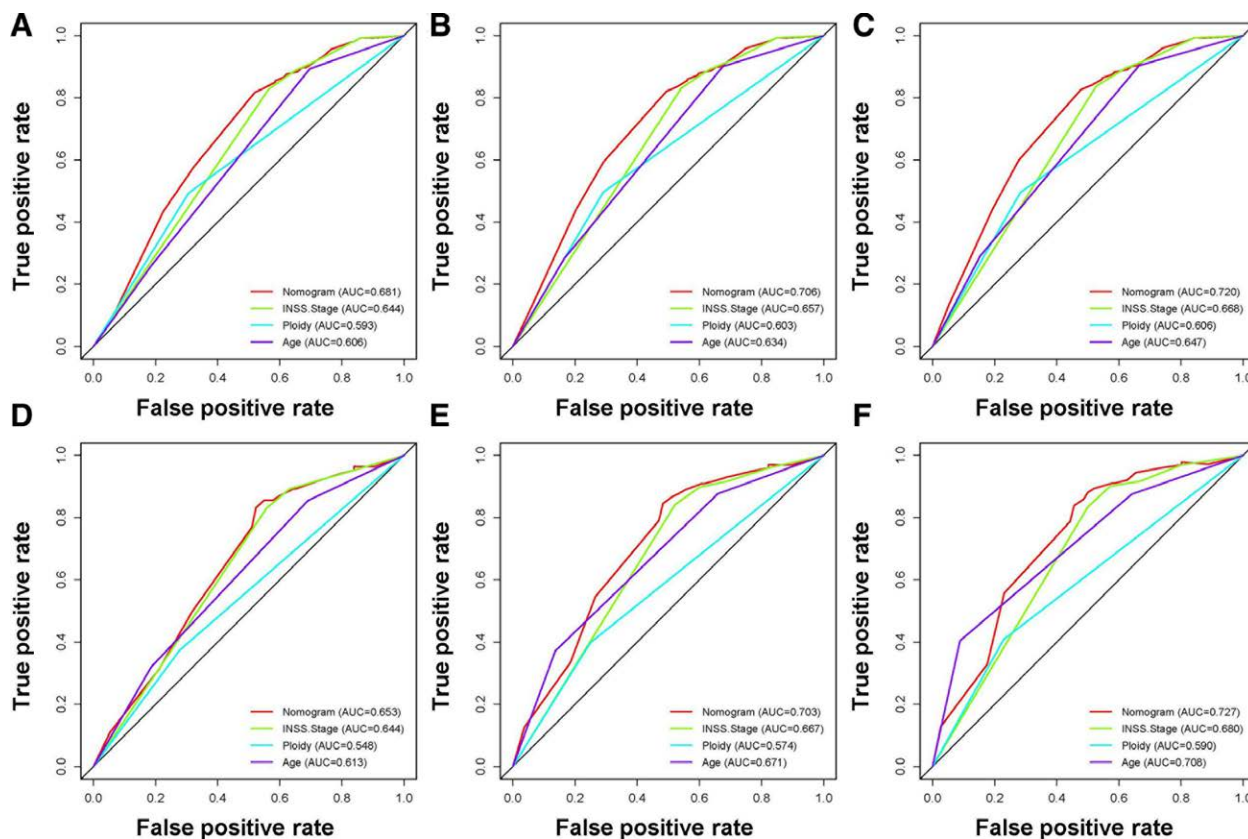 A
B
C
True positive rate
1.0
0.8
0.6
0.4
0.2
0.0
Nomogram (AUC=0.681)
INSS.Stage (AUC=0.644)
Ploidy (AUC=0.593)
Age (AUC=0.606)
0.0 0.2 0.4 0.6 0.8 1.0
False positive rate
True positive rate
1.0
0.8
0.6
0.4
0.2
0.0
Nomogram (AUC=0.706)
INSS.Stage (AUC=0.657)
Ploidy (AUC=0.603)
Age (AUC=0.634)
0.0 0.2 0.4 0.6 0.8 1.0
False positive rate
True positive rate
1.0
0.8
0.6
0.4
0.2
0.0
Nomogram (AUC=0.720)
INSS.Stage (AUC=0.668)
Ploidy (AUC=0.606)
Age (AUC=0.647)
0.0 0.2 0.4 0.6 0.8 1.0
False positive rate
D
E
F
True positive rate
1.0
0.8
0.6
0.4
0.2
0.0
Nomogram (AUC=0.653)
INSS.Stage (AUC=0.644)
Ploidy (AUC=0.548)
Age (AUC=0.613)
0.0 0.2 0.4 0.6 0.8 1.0
False positive rate
True positive rate
1.0
0.8
0.6
0.4
0.2
0.0
Nomogram (AUC=0.703)
INSS.Stage (AUC=0.667)
Ploidy (AUC=0.574)
Age (AUC=0.671)
0.0 0.2 0.4 0.6 0.8 1.0
False positive rate
True positive rate
1.0
0.8
0.6
0.4
0.2
0.0
Nomogram (AUC=0.727)
INSS.Stage (AUC=0.680)
Ploidy (AUC=0.590)
Age (AUC=0.708)
0.0 0.2 0.4 0.6 0.8 1.0
False positive rate